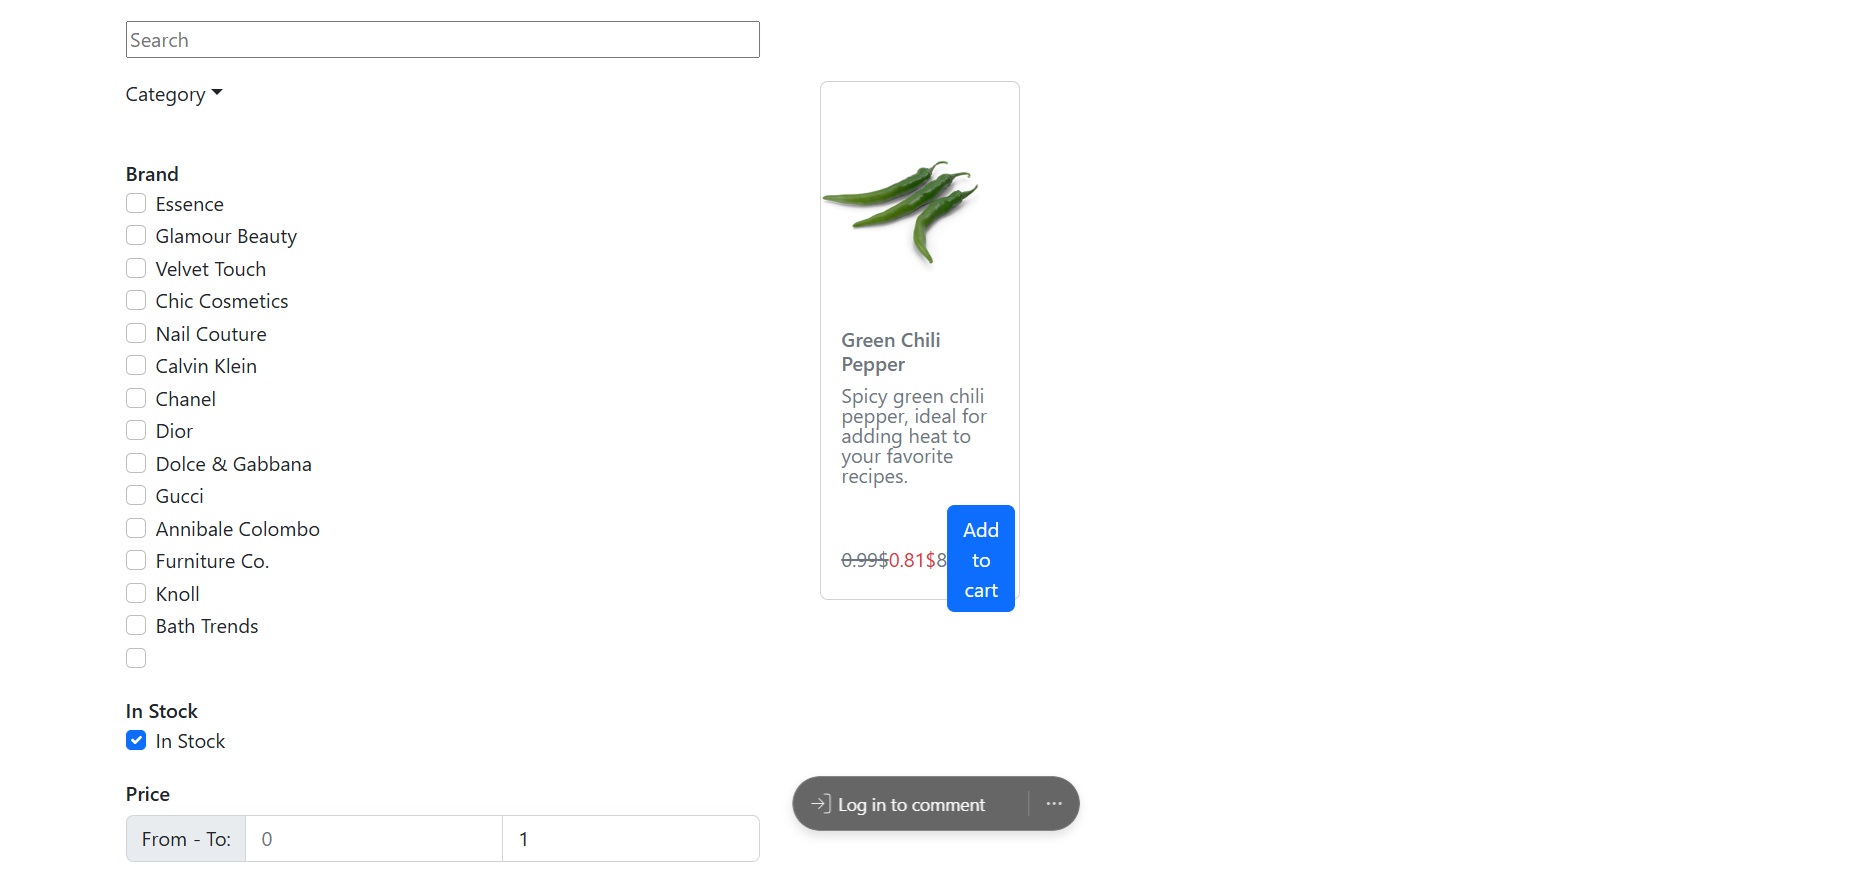 Search
Category
Brand
Essence
Glamour Beauty
Velvet Touch
Chic Cosmetics
Nail Couture
Calvin Klein
Chanel
Dior
Dolce & Gabbana
Gucci
Annibale Colombo
Furniture Co.
Knoll
Bath Trends
In Stock
In Stock
Price
From - To: 0 1
Green Chili
Pepper
Spicy green chili
pepper, ideal for
adding heat to
your favorite
recipes.
0.99$0.81$8
Add
to
cart
Log in to comment